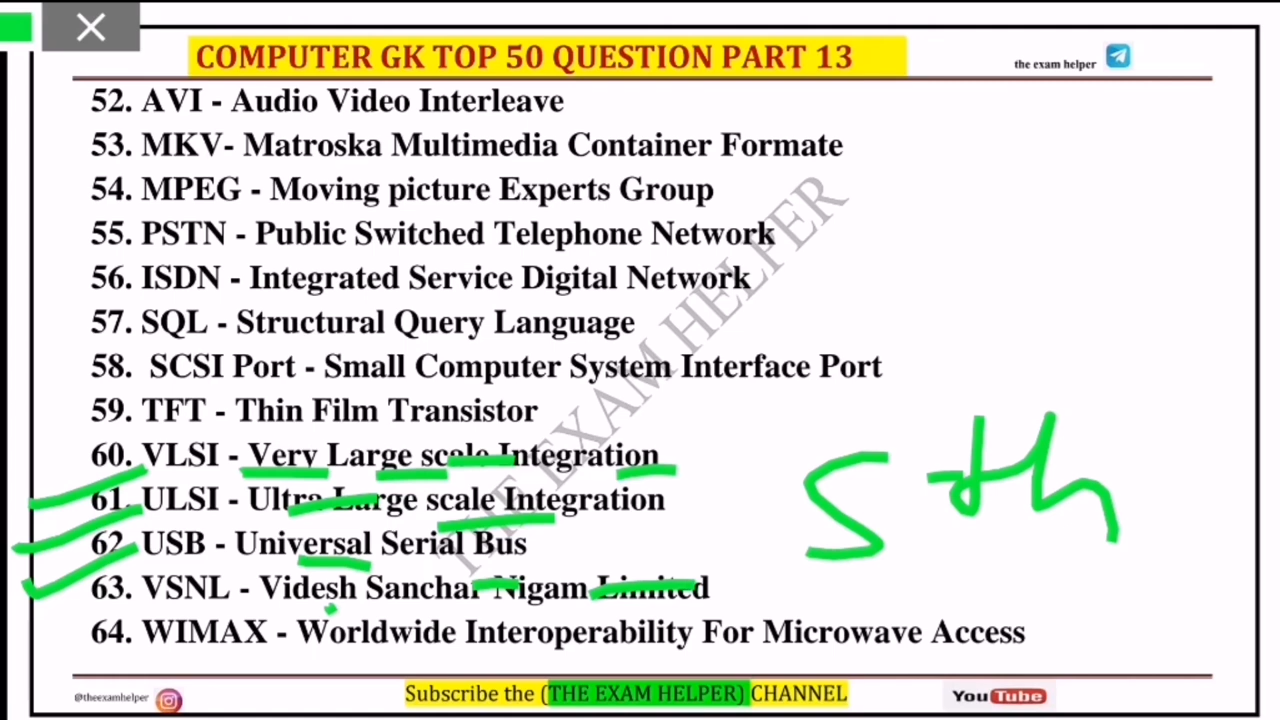 COMPUTER GK TOP 50 QUESTION PART 13
the exam helper
52. AVI - Audio Video Interleave
53. MKV- Matroska Multimedia Container Formate
54. MPEG - Moving picture Experts Group
55. PSTN - Public Switched Telephone Network
56. ISDN - Integrated Service Digital Network
57. SQL - Structural Query Language
58. SCSI Port - Small Computer System Interface Port
59. TFT - Thin Film Transistor
60. VLSI - Very Large scale Integration
61. ULSI - Ultra Large scale Integration
62. USB - Universal Serial Bus
63. VSNL - Videsh Sanchar Nigam Limited
64. WIMAX - Worldwide Interoperability For Microwave Access
5th
THE EXAM HELPER
@theexamhelper
Subscribe the (THE EXAM HELPER) CHANNEL
YouTube